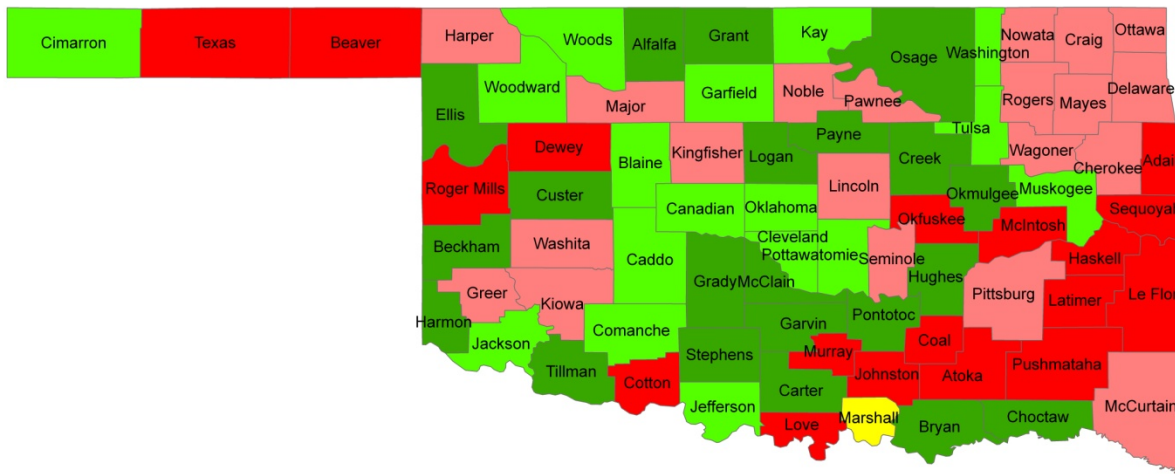 Cimarron
Texas
Beaver
Harper
Woods
Alfalfa
Grant
Kay
Osage
Washington
Nowata
Craig
Ottawa
Ellis
Woodward
Major
Garfield
Noble
Pawnee
Rogers
Mayes
Delaware
Roger Mills
Dewey
Blaine
Kingfisher
Logan
Payne
Creek
Tulsa
Wagoner
Cherokee
Adai
Custer
Canadian
Oklahoma
Lincoln
Okfuskee
Okmulgee
Muskogee
McIntosh
Sequoyal
Beckham
Washita
Caddo
Grady
McClain
Cleveland
Pottawatomie
Seminole
Hughes
Pittsburg
Haskell
Latimer
Le Flor
Harmon
Greer
Kiowa
Jackson
Comanche
Tillman
Cotton
Stephens
Garvin
Pontotoc
Murray
Coal
Johnston
Atoka
Pushmataha
Jefferson
Carter
Love
Marshall
Bryan
Choctaw
McCurtain